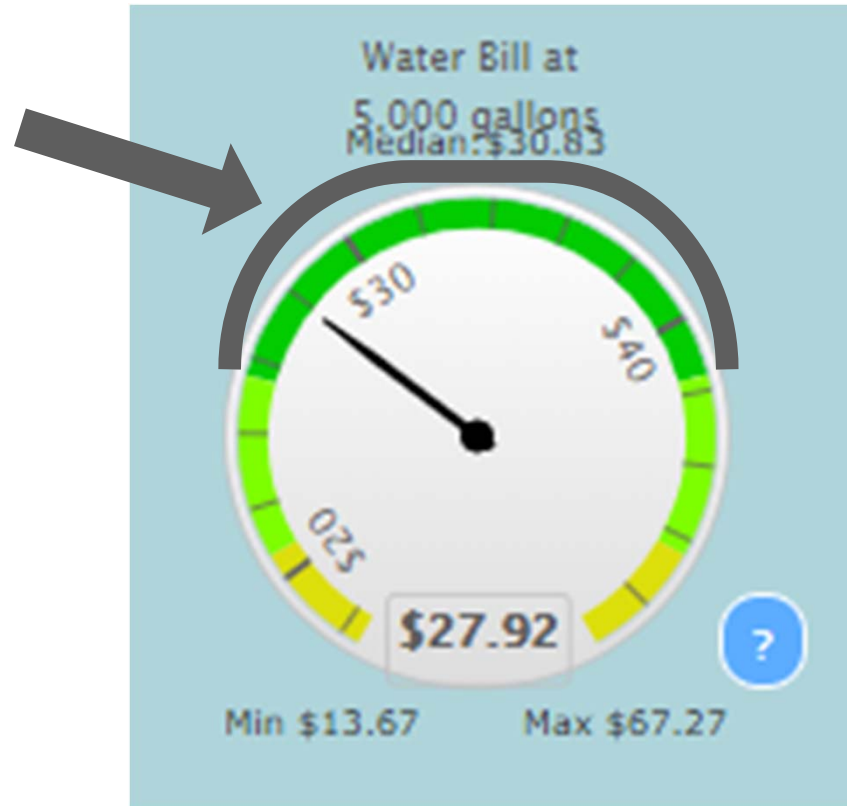 Water Bill at
5,000 gallons
Median:$30.83
$30
$40
$20
$27.92
?
Min $13.67
Max $67.27